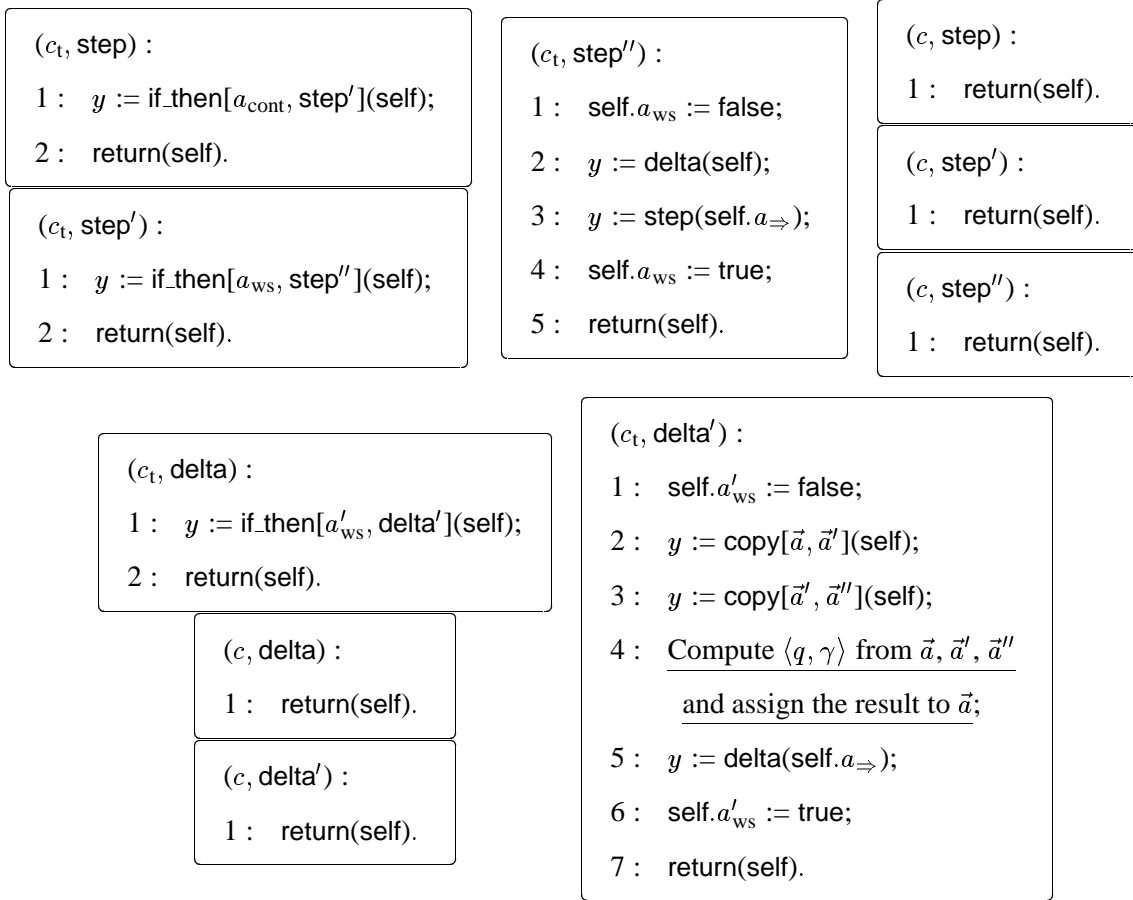 (c_t, step) :
1 : y := if_then[a_cont, step′](self);
2 : return(self).
(c_t, step′) :
1 : y := if_then[a_ws, step′′](self);
2 : return(self).
(c_t, step′′) :
1 : self.a_ws := false;
2 : y := delta(self);
3 : y := step(self.a_⇒);
4 : self.a_ws := true;
5 : return(self).
(c, step) :
1 : return(self).
(c, step′) :
1 : return(self).
(c, step′′) :
1 : return(self).
(c_t, delta) :
1 : y := if_then[a′_ws, delta′](self);
2 : return(self).
(c, delta) :
1 : return(self).
(c, delta′) :
1 : return(self).
(c_t, delta′) :
1 : self.a′_ws := false;
2 : y := copy[a⃗, a⃗′](self);
3 : y := copy[a⃗′, a⃗′′](self);
4 : Compute ⟨q, γ⟩ from a⃗, a⃗′, a⃗′′
and assign the result to a⃗;
5 : y := delta(self.a_⇒);
6 : self.a′_ws := true;
7 : return(self).